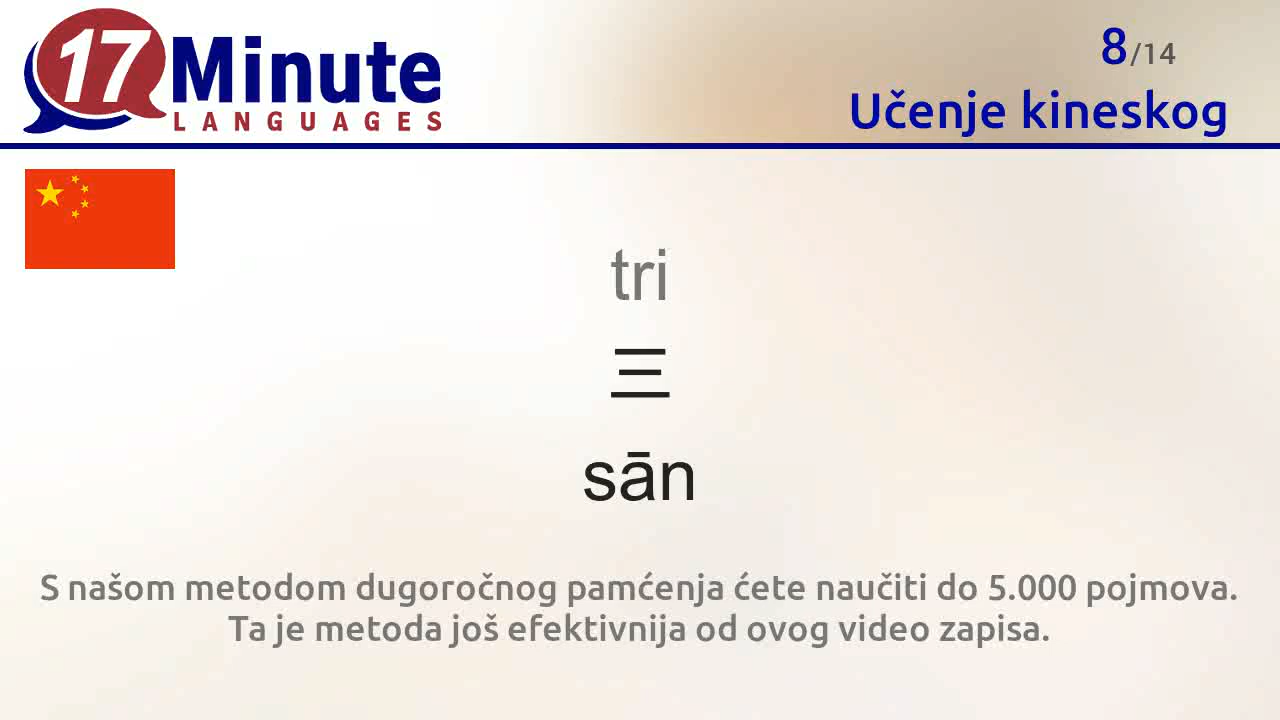 17 Minute
LANGUAGES
8/14
Učenje kineskog
tri
三
sān
S našom metodom dugoročnog pamćenja ćete naučiti do 5.000 pojmova.
Ta je metoda još efektivnija od ovog video zapisa.